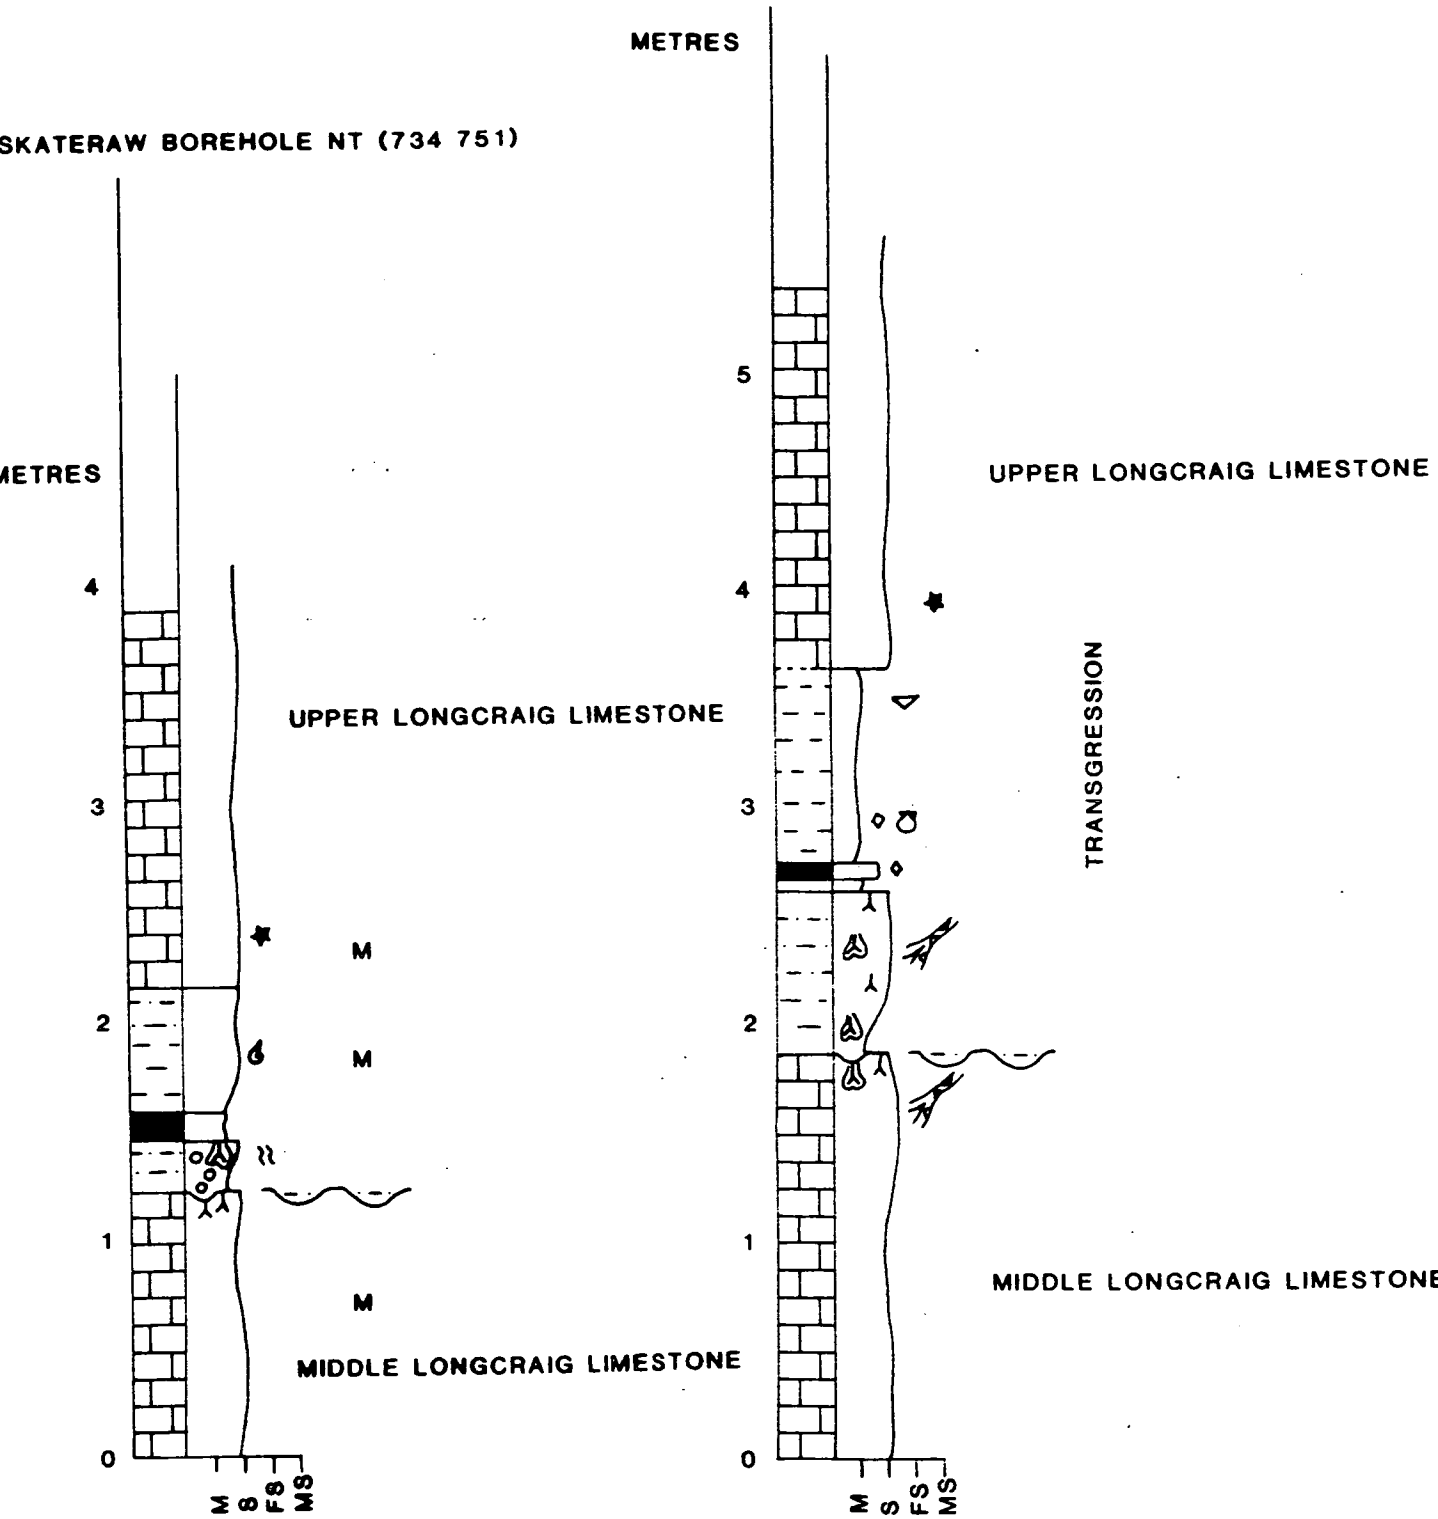 METRES
SKATERAW BOREHOLE NT (734 751)
METRES
5
UPPER LONGCRAIG LIMESTONE
4
4
TRANSGRESSION
UPPER LONGCRAIG LIMESTONE
3
3
M
2
2
M
1
1
M
MIDDLE LONGCRAIG LIMESTONE
MIDDLE LONGCRAIG LIMESTONE
0
0
M S FS MS
M S FS MS